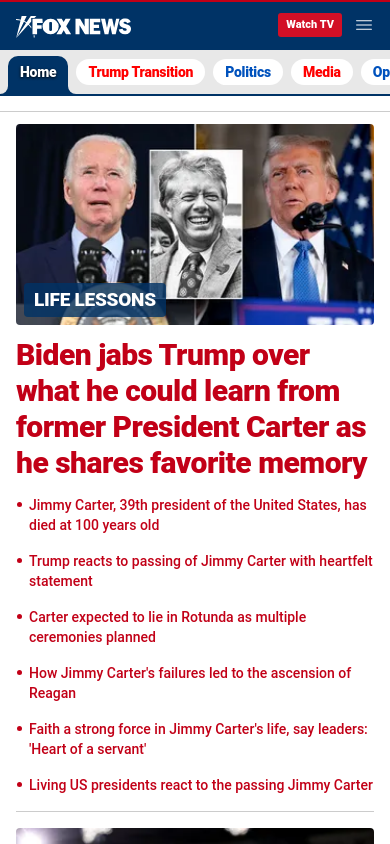 FOX NEWS
Watch TV
Home
Trump Transition
Politics
Media
Op
LIFE LESSONS
Biden jabs Trump over
what he could learn from
former President Carter as
he shares favorite memory
• Jimmy Carter, 39th president of the United States, has
died at 100 years old
• Trump reacts to passing of Jimmy Carter with heartfelt
statement
• Carter expected to lie in Rotunda as multiple
ceremonies planned
• How Jimmy Carter's failures led to the ascension of
Reagan
• Faith a strong force in Jimmy Carter's life, say leaders:
'Heart of a servant'
• Living US presidents react to the passing Jimmy Carter